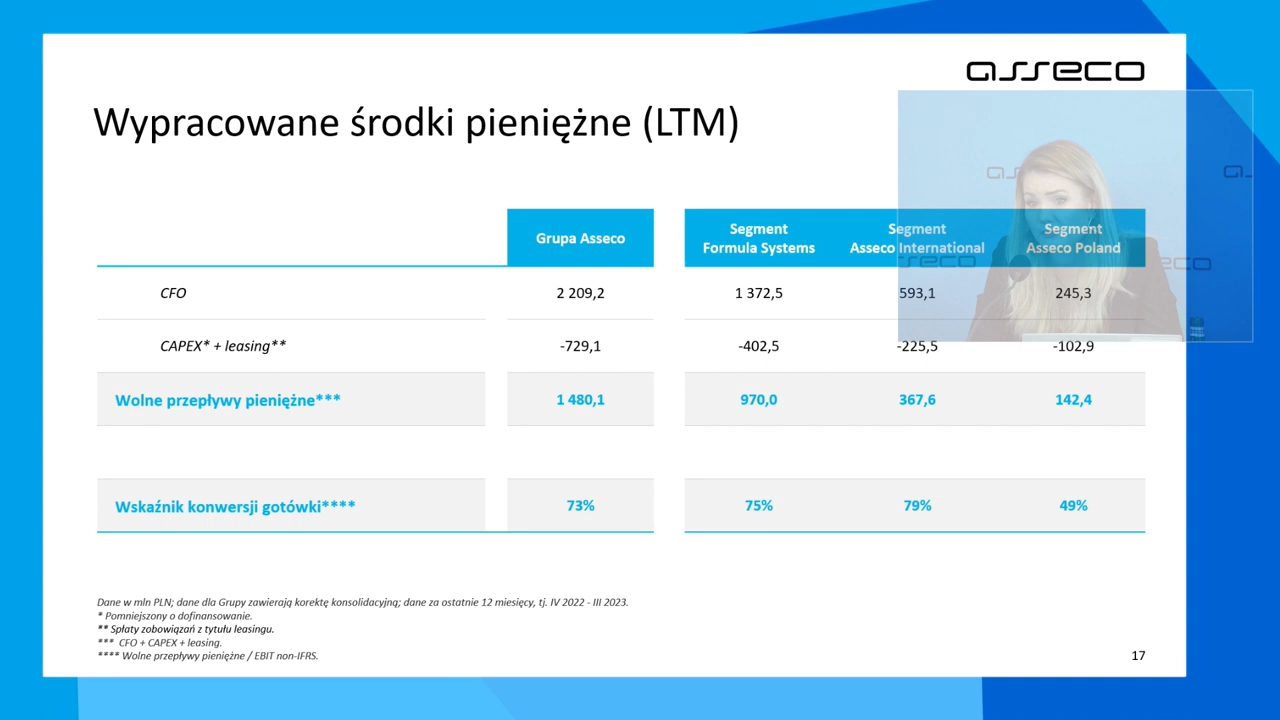 asseco
Wypracowane środki pieniężne (LTM)
Grupa Asseco
Segment
Formula Systems
Segment
Asseco International
Segment
Asseco Poland
CFO 2 209,2 1 372,5 593,1 245,3
CAPEX* + leasing** -729,1 -402,5 -225,5 -102,9
Wolne przepływy pieniężne*** 1 480,1 970,0 367,6 142,4
Wskaźnik konwersji gotówki**** 73% 75% 79% 49%
Dane w mln PLN; dane dla Grupy zawierają korektę konsolidacyjną; dane za ostatnie 12 miesięcy, tj. IV 2022 - III 2023.
* Pomniejszony o dofinansowanie.
** Spłaty zobowiązań z tytułu leasingu.
*** CFO + CAPEX + leasing.
**** Wolne przepływy pieniężne / EBIT non-IFRS.
17